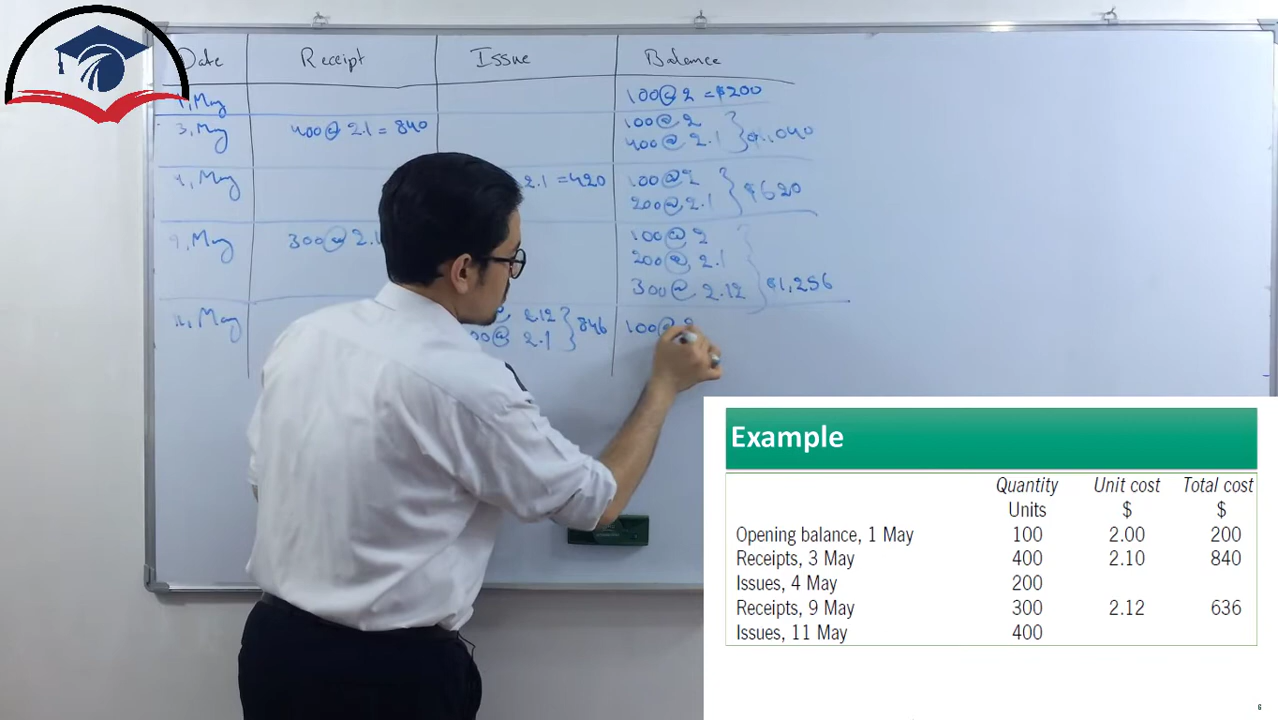 Date Receipt Issue Balance
1, May 100@ 2 = $200
3, May 400@ 2.1 = 840 100@ 2
400@ 2.1 } $1,040
4, May 2.1 = 420 100@ 2
200@ 2.1 } $620
9, May 300@ 2.1 100@ 2
200@ 2.1
300@ 2.12 } $1,256
11, May @ 2.12 } 846 100@ 2
00@ 2.1
Example
Quantity Unit cost Total cost
Units $ $
Opening balance, 1 May 100 2.00 200
Receipts, 3 May 400 2.10 840
Issues, 4 May 200
Receipts, 9 May 300 2.12 636
Issues, 11 May 400
6